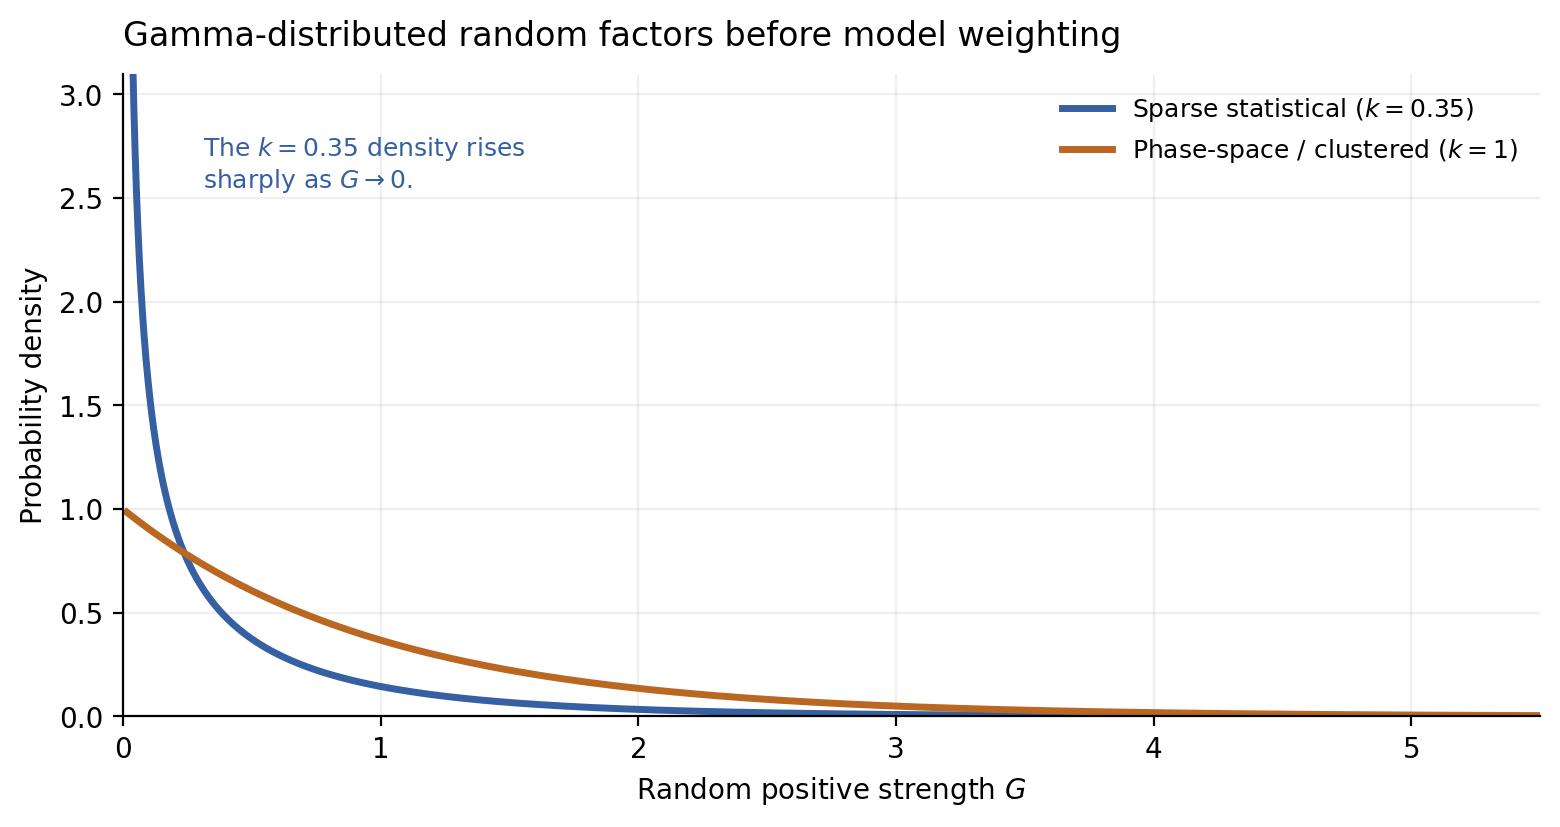 Gamma-distributed random factors before model weighting
3.0
2.5
2.0
1.5
1.0
0.5
0.0
Probability density
The k = 0.35 density rises
sharply as G → 0.
Sparse statistical (k = 0.35)
Phase-space / clustered (k = 1)
0 1 2 3 4 5
Random positive strength G